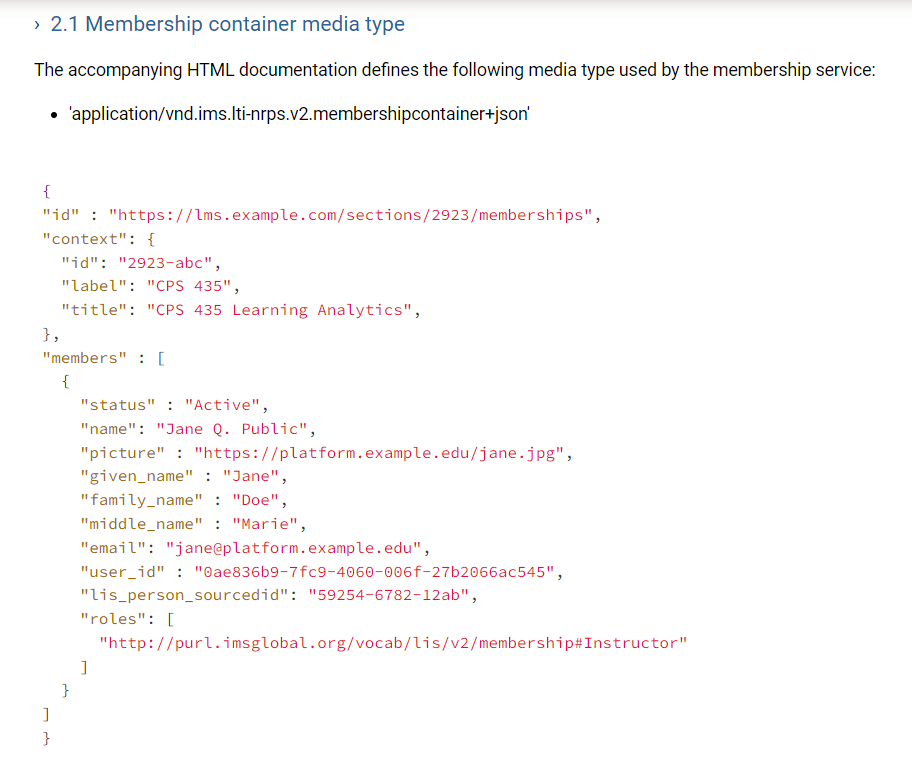 › 2.1 Membership container media type
The accompanying HTML documentation defines the following media type used by the membership service:
• 'application/vnd.ims.lti-nrps.v2.membershipcontainer+json'
{
"id" : "https://lms.example.com/sections/2923/memberships",
"context": {
  "id": "2923-abc",
  "label": "CPS 435",
  "title": "CPS 435 Learning Analytics",
},
"members" : [
  {
    "status" : "Active",
    "name": "Jane Q. Public",
    "picture" : "https://platform.example.edu/jane.jpg",
    "given_name" : "Jane",
    "family_name" : "Doe",
    "middle_name" : "Marie",
    "email": "jane@platform.example.edu",
    "user_id" : "0ae836b9-7fc9-4060-006f-27b2066ac545",
    "lis_person_sourcedid": "59254-6782-12ab",
    "roles": [
      "http://purl.imsglobal.org/vocab/lis/v2/membership#Instructor"
    ]
  }
]
}